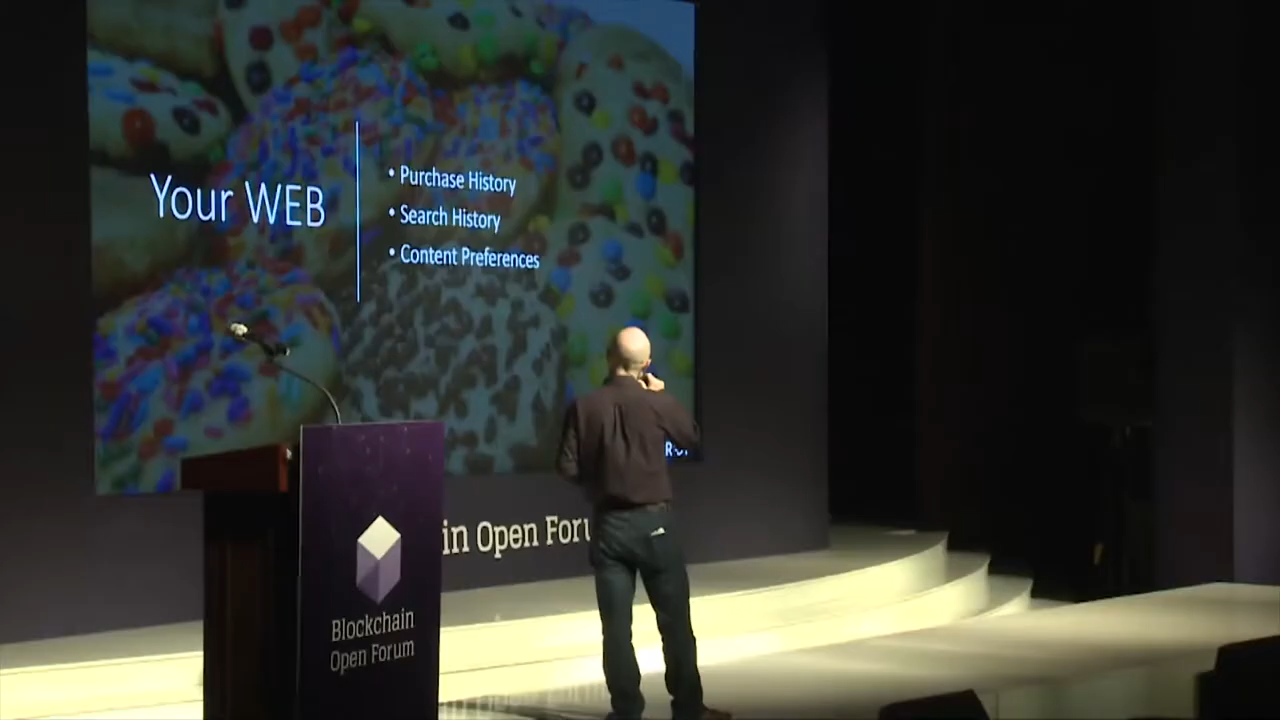 Your WEB
• Purchase History
• Search History
• Content Preferences
in Open Foru
Blockchain
Open Forum